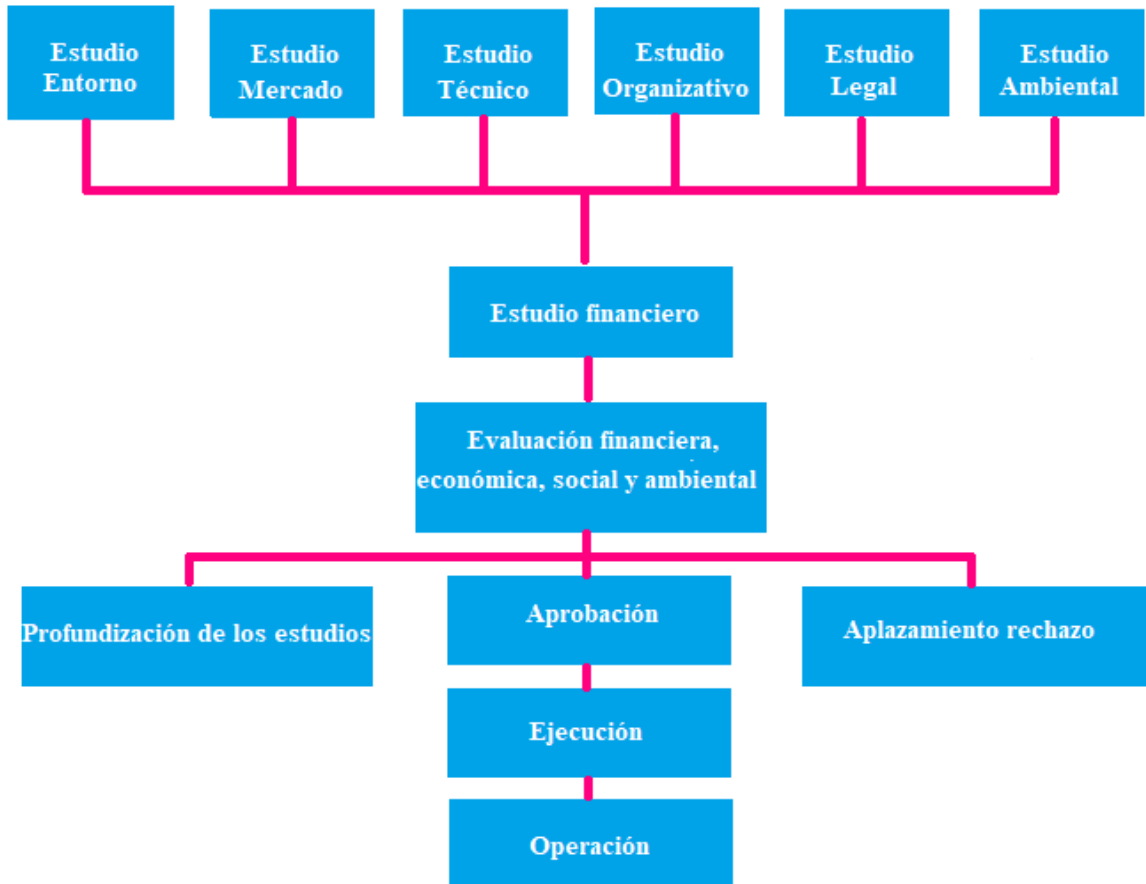 Estudio
Entorno
Estudio
Mercado
Estudio
Técnico
Estudio
Organizativo
Estudio
Legal
Estudio
Ambiental
Estudio financiero
Evaluación financiera,
económica, social y ambiental
Profundización de los estudios
Aprobación
Aplazamiento rechazo
Ejecución
Operación